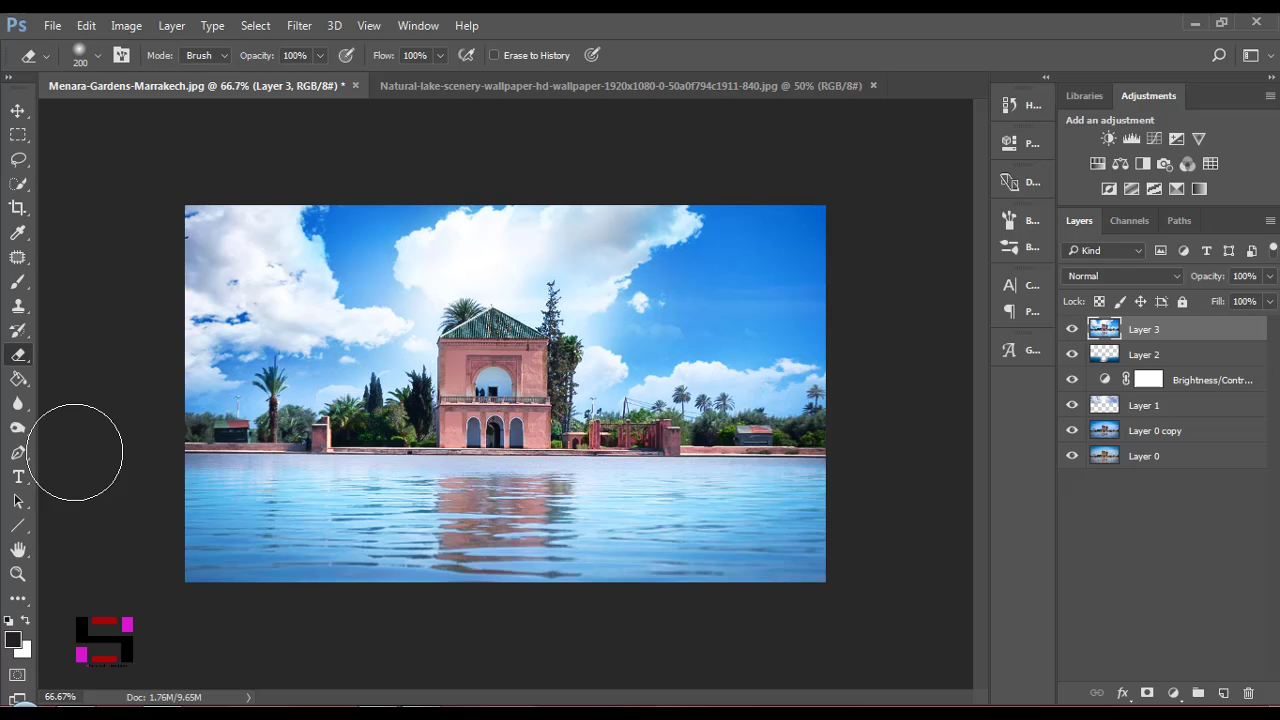 Ps File Edit Image Layer Type Select Filter 3D View Window Help
200 Mode: Brush Opacity: 100% Flow: 100% Erase to History
Menara-Gardens-Marrakech.jpg @ 66.7% (Layer 3, RGB/8#) * × Natural-lake-scenery-wallpaper-hd-wallpaper-1920x1080-0-50a0f794c1911-840.jpg @ 50% (RGB/8#) ×
H...
P...
D...
B...
B...
C...
P...
G...
Libraries Adjustments
Add an adjustment
Layers Channels Paths
Kind
Normal Opacity: 100%
Lock: Fill: 100%
Layer 3
Layer 2
Brightness/Contr...
Layer 1
Layer 0 copy
Layer 0
66.67% Doc: 1.76M/9.65M